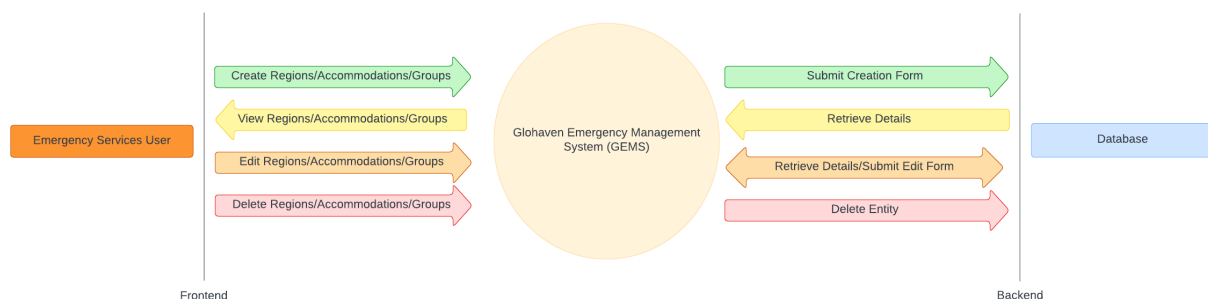 Create Regions/Accommodations/Groups
Submit Creation Form
View Regions/Accommodations/Groups
Retrieve Details
Emergency Services User
Glohaven Emergency Management
System (GEMS)
Database
Edit Regions/Accommodations/Groups
Retrieve Details/Submit Edit Form
Delete Regions/Accommodations/Groups
Delete Entity
Frontend
Backend